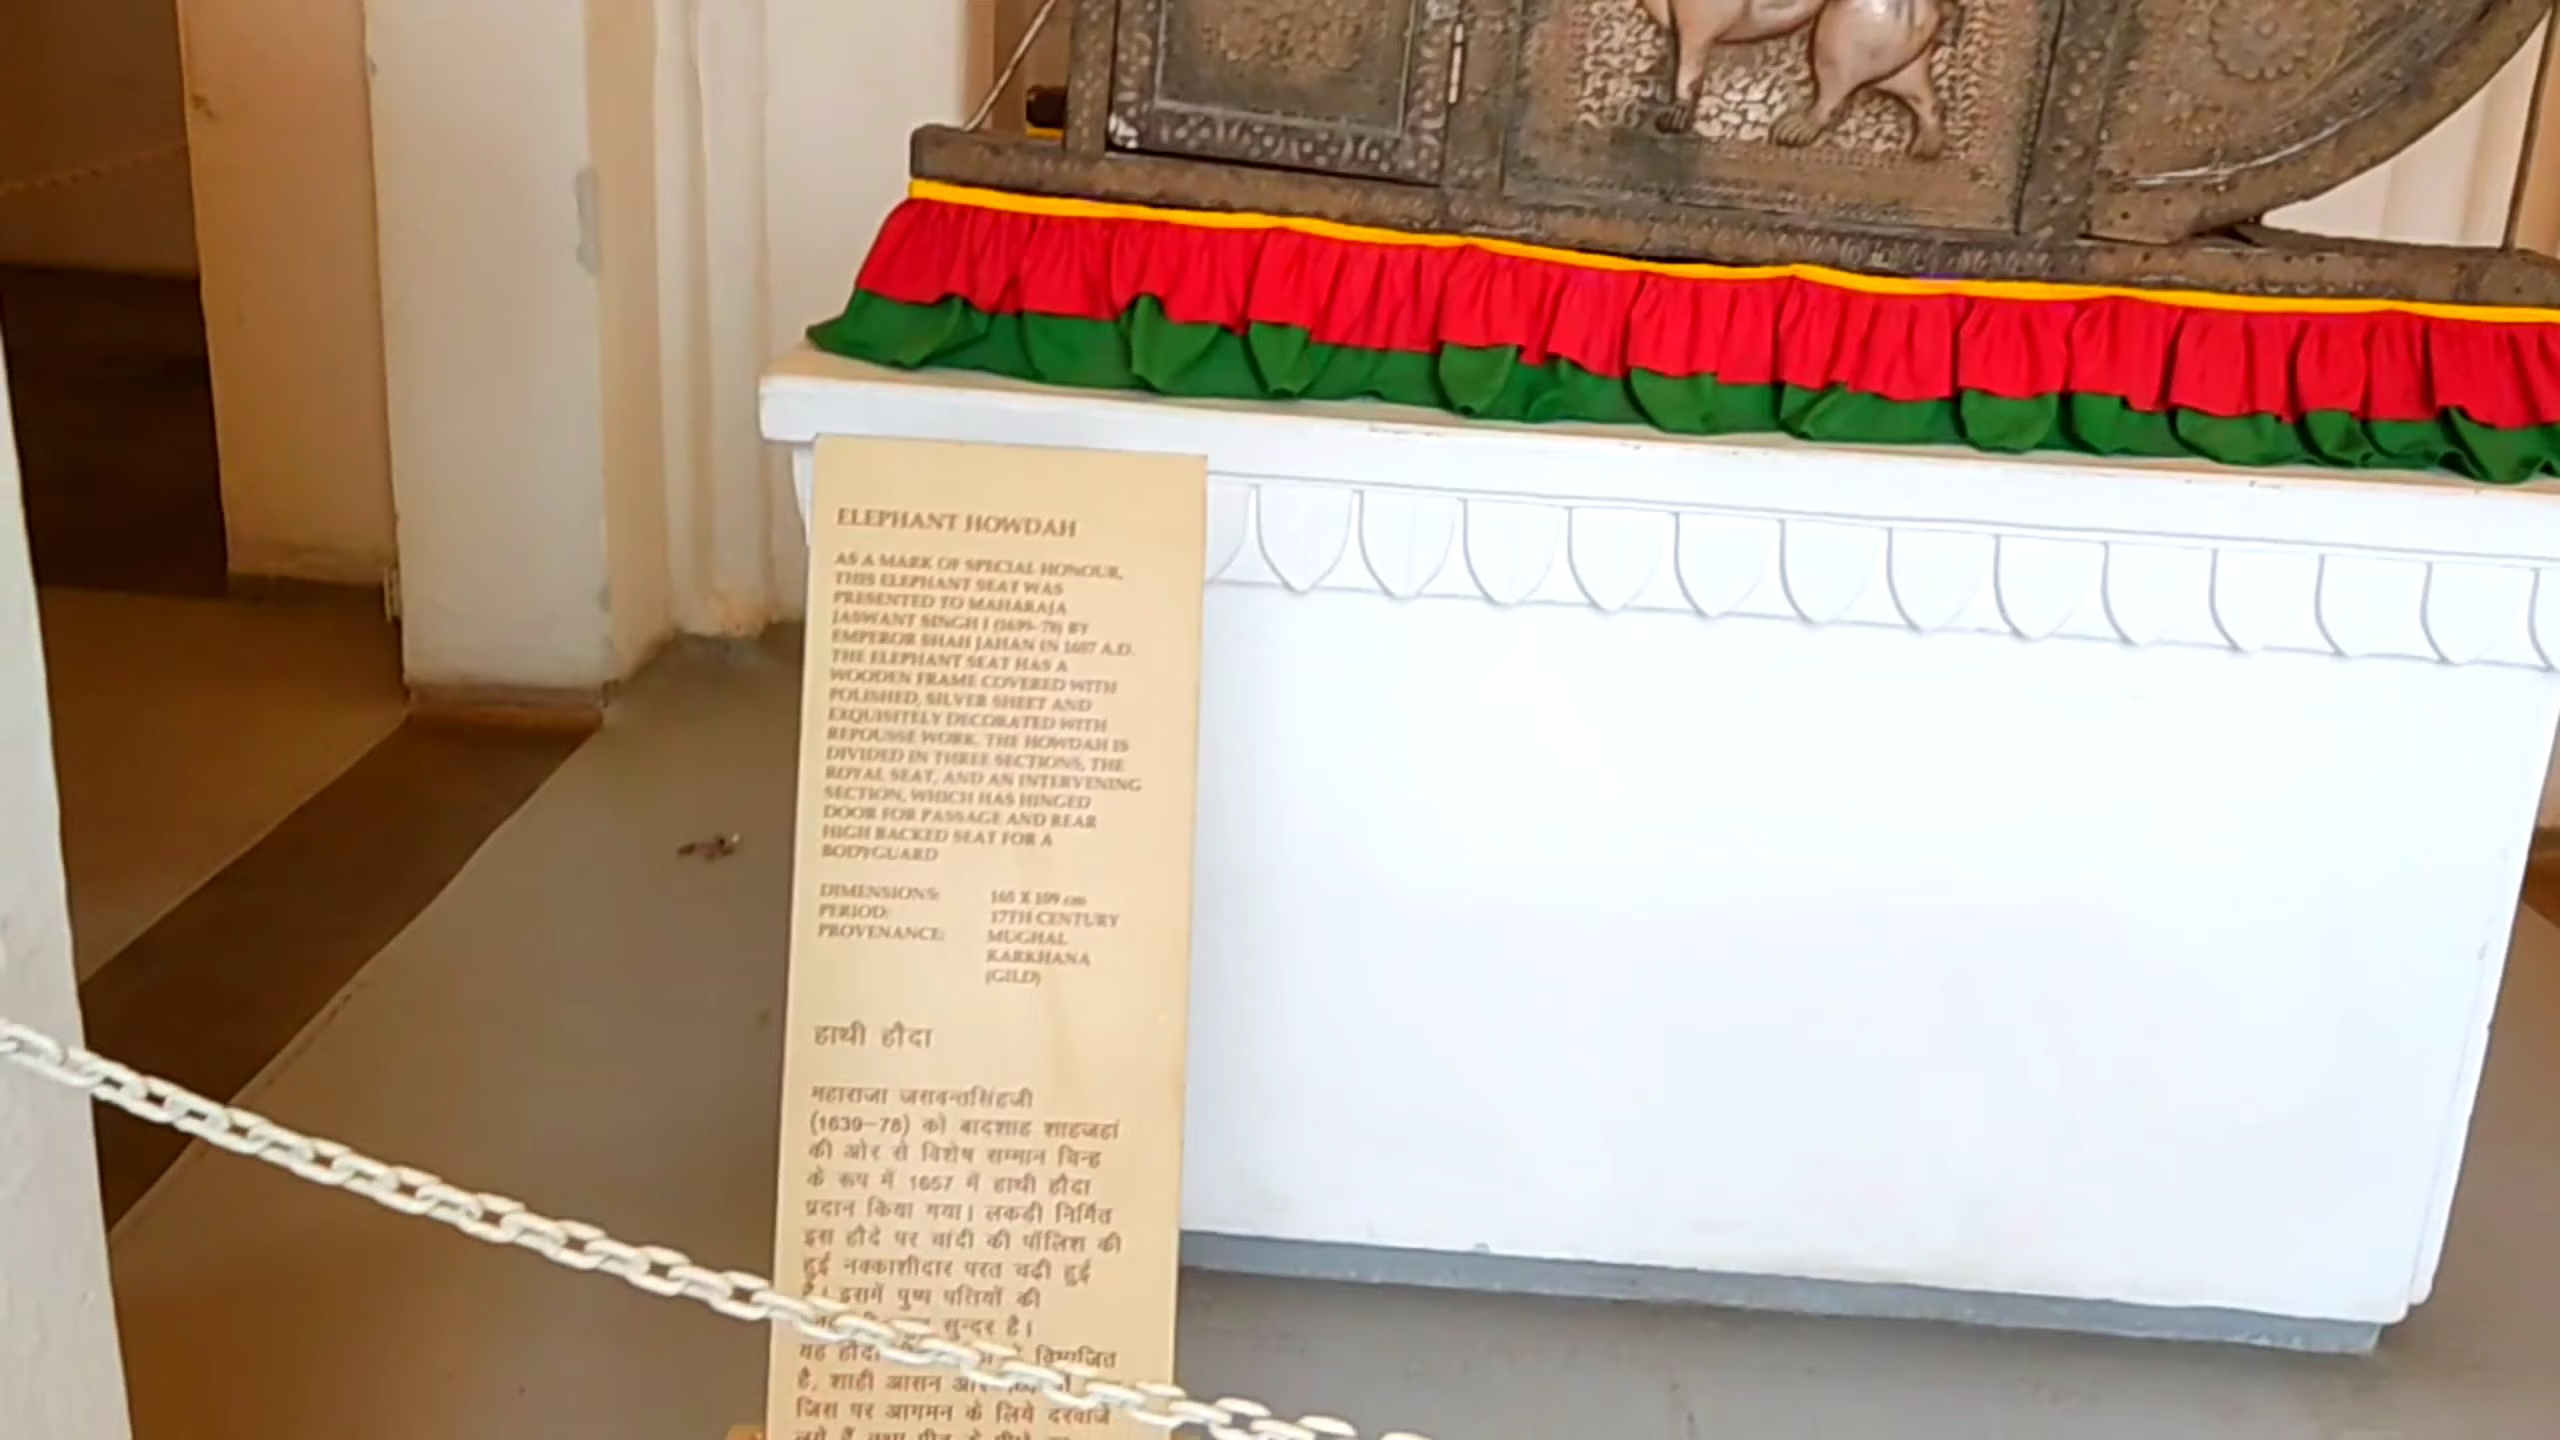 ELEPHANT HOWDAH
AS A MARK OF SPECIAL HONOUR,
THIS ELEPHANT SEAT WAS
PRESENTED TO MAHARAJA
JASWANT SINGH I (1639-78) BY
EMPEROR SHAH JAHAN IN 1657 A.D.
THE ELEPHANT SEAT HAS A
WOODEN FRAME COVERED WITH
POLISHED, SILVER SHEET AND
EXQUISITELY DECORATED WITH
REPOUSSE WORK. THE HOWDAH IS
DIVIDED IN THREE SECTIONS, THE
ROYAL SEAT, AND AN INTERVENING
SECTION, WHICH HAS HINGED
DOOR FOR PASSAGE AND REAR
HIGH BACKED SEAT FOR A
BODYGUARD
DIMENSIONS: X cm
PERIOD: 17TH CENTURY
PROVENANCE: MUGHAL
KARKHANA
(GILD)
हाथी हौदा
महाराजा जसवन्तसिंहजी
(1639-78) को बादशाह शाहजहां
की ओर से विशेष सम्मान चिन्ह
के रूप में 1657 में हाथी हौदा
प्रदान किया गया। लकडी निर्मित
इस हौदे पर चांदी की पॉलिश की
हुई नक्काशीदार परत चढी हुई
है। इसमें पुष्प पत्तियों की
सुन्दर है।
यह हौदा विभाजित
है, शाही आसन
जिस पर आगमन के लिये दरवाजे